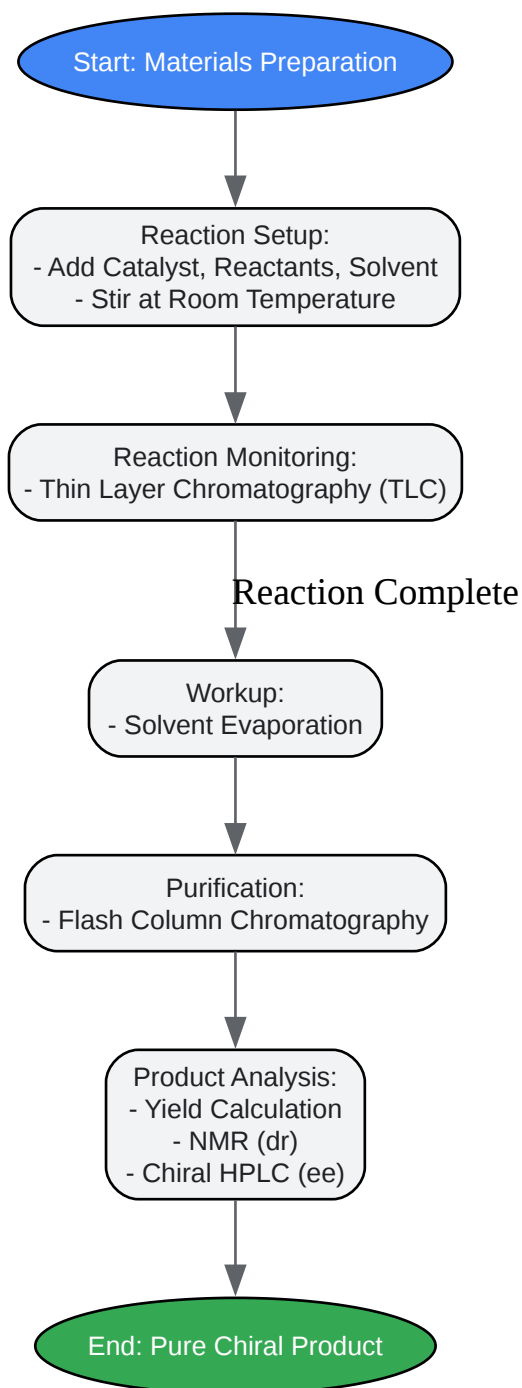 Start: Materials Preparation
Reaction Setup:
- Add Catalyst, Reactants, Solvent
- Stir at Room Temperature
Reaction Monitoring:
- Thin Layer Chromatography (TLC)
Reaction Complete
Workup:
- Solvent Evaporation
Purification:
- Flash Column Chromatography
Product Analysis:
- Yield Calculation
- NMR (dr)
- Chiral HPLC (ee)
End: Pure Chiral Product